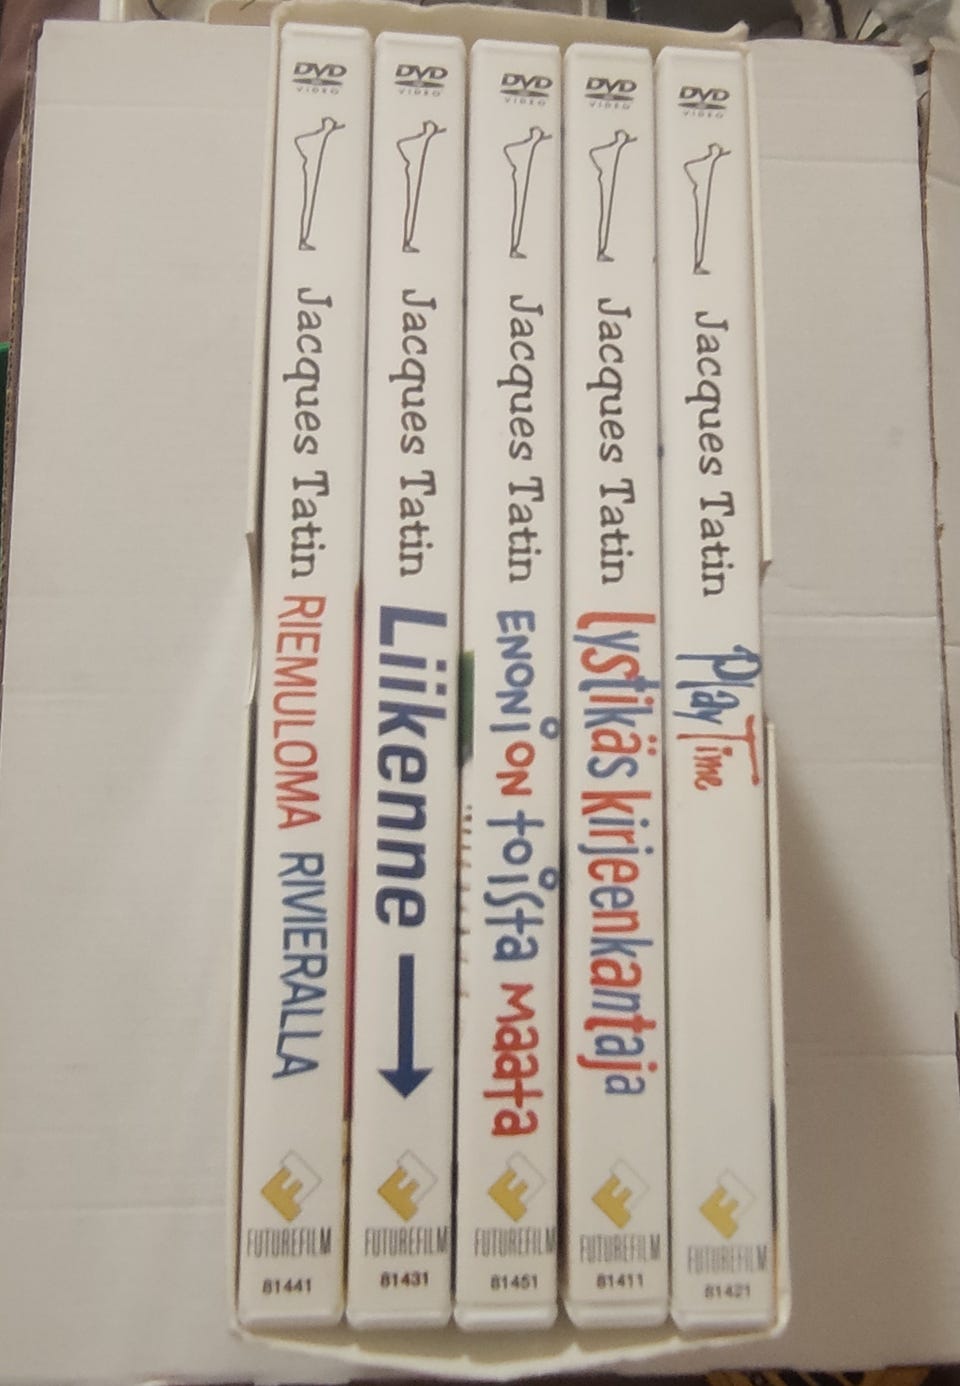 DVD
VIDEO
Jacques Tatin RIEMULOMA RIVIERALLA
FUTUREFILM
81441
DVD
VIDEO
Jacques Tatin Liikenne
FUTUREFILM
81431
DVD
VIDEO
Jacques Tatin ENONI ON toista maata
FUTUREFILM
81451
DVD
VIDEO
Jacques Tatin Lystikäs kirjeenkantaja
FUTUREFILM
81411
DVD
VIDEO
Jacques Tatin PlayTime
FUTUREFILM
81421